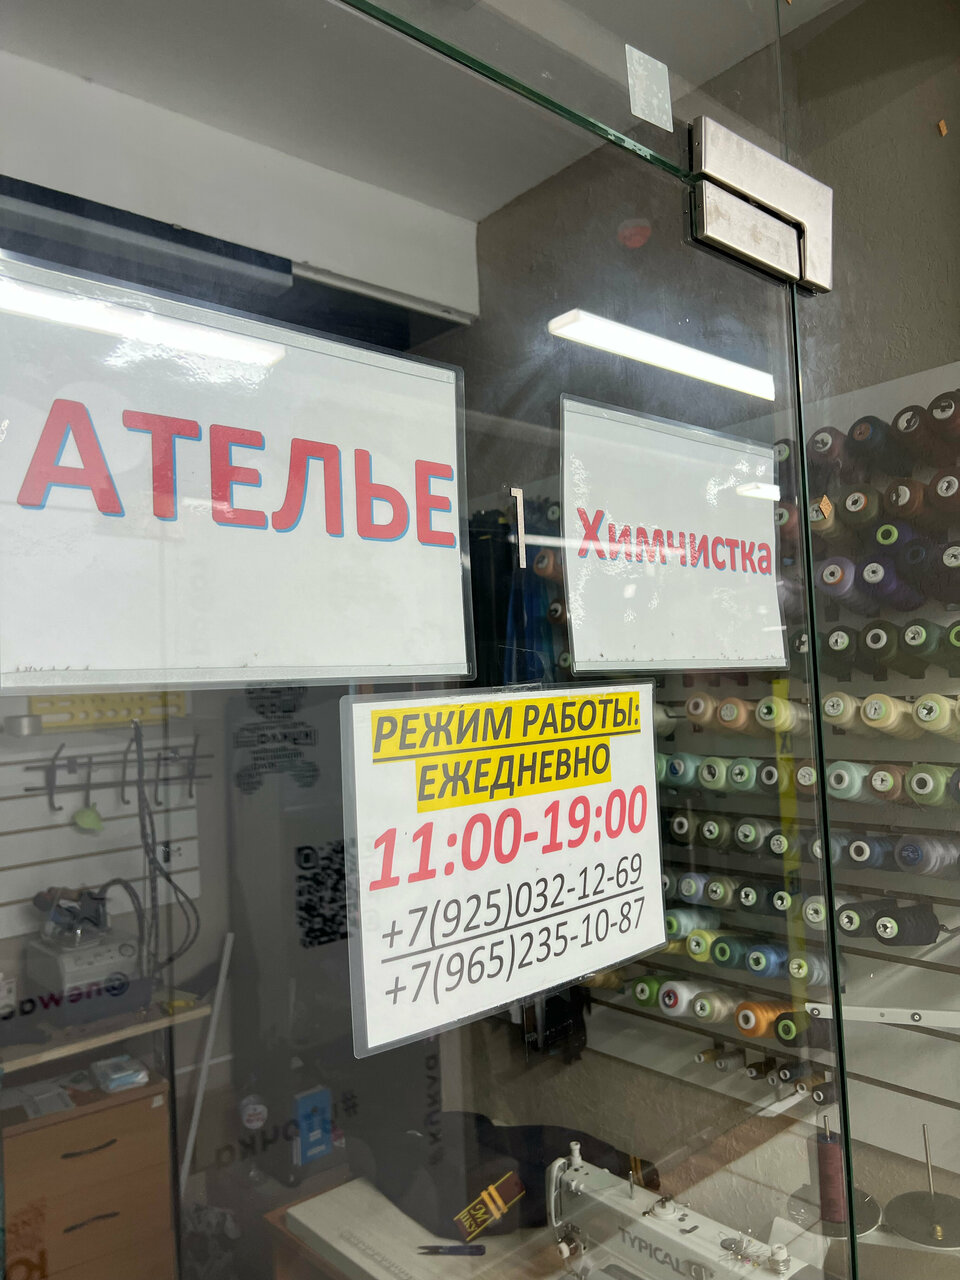 АТЕЛЬЕ
Химчистка
РЕЖИМ РАБОТЫ:
ЕЖЕДНЕВНО
11:00-19:00
+7(925)032-12-69
+7(965)235-10-87
TYPICAL